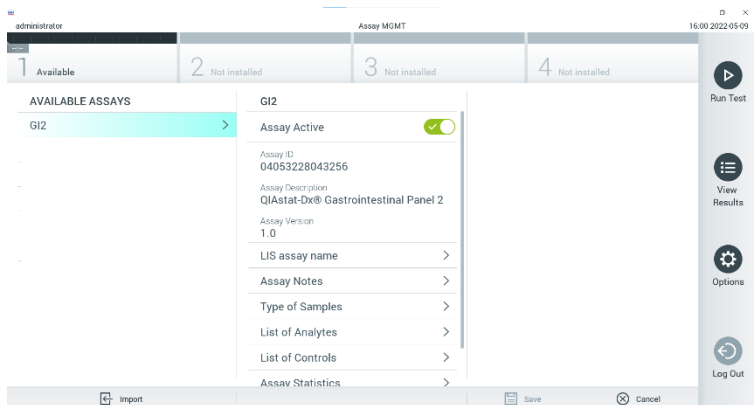 administrator Assay MGMT 16:00 2022-05-09
1 Available 2 Not installed 3 Not installed 4 Not installed
AVAILABLE ASSAYS
GI2
GI2
Assay Active
Assay ID
04053228043256
Assay Description
QIAstat-Dx® Gastrointestinal Panel 2
Assay Version
1.0
LIS assay name
Assay Notes
Type of Samples
List of Analytes
List of Controls
Assay Statistics
Run Test
View
Results
Options
Log Out
Import
Save
Cancel